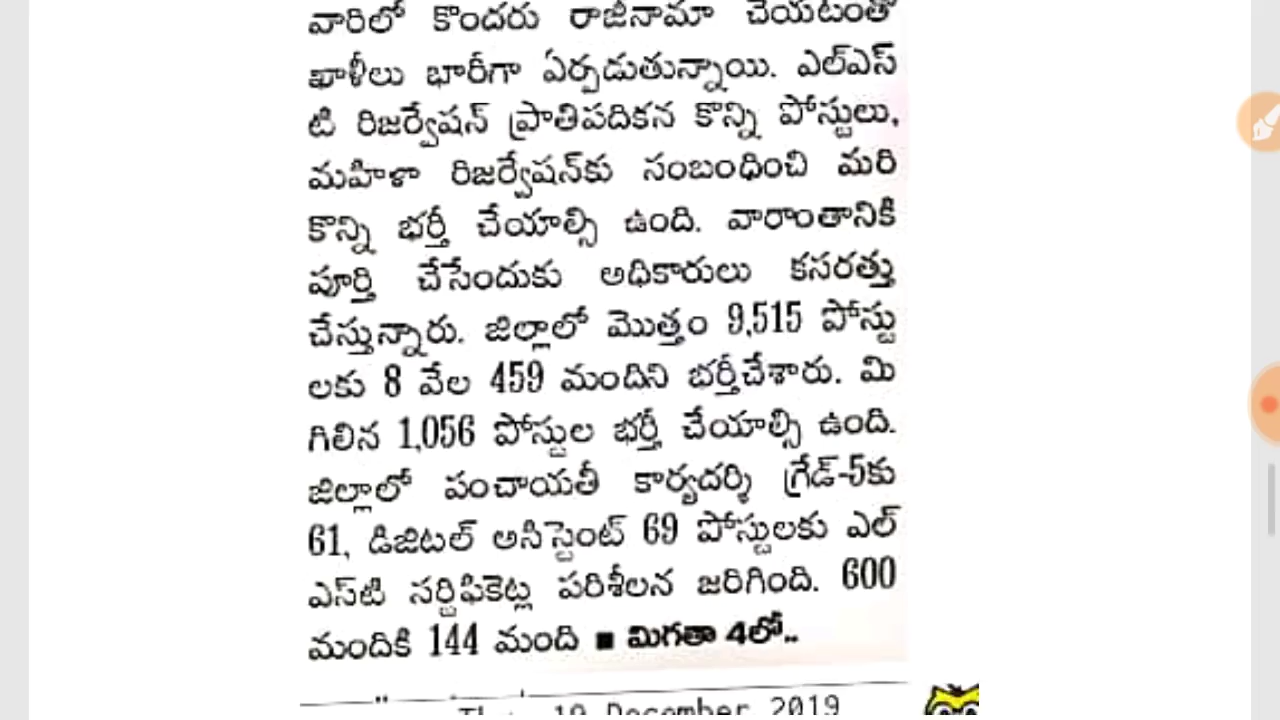 వారిలో కొందరు రాజీనామా చేయటంతో
ఖాళీలు భారీగా ఏర్పడుతున్నాయి. ఎల్ఎస్
టి రిజర్వేషన్ ప్రాతిపదికన కొన్ని పోస్టులు,
మహిళా రిజర్వేషన్‌కు సంబంధించి మరి
కొన్ని భర్తీ చేయాల్సి ఉంది. వారాంతానికి
పూర్తి చేసేందుకు అధికారులు కసరత్తు
చేస్తున్నారు. జిల్లాలో మొత్తం 9,515 పోస్టు
లకు 8 వేల 459 మందిని భర్తీచేశారు. మి
గిలిన 1,056 పోస్టుల భర్తీ చేయాల్సి ఉంది.
జిల్లాలో పంచాయతీ కార్యదర్శి గ్రేడ్-5కు
61, డిజిటల్ అసిస్టెంట్ 69 పోస్టులకు ఎల్
ఎస్‌టి సర్టిఫికెట్ల పరిశీలన జరిగింది. 600
మందికి 144 మంది ■ మిగతా 4లో..
December 2019